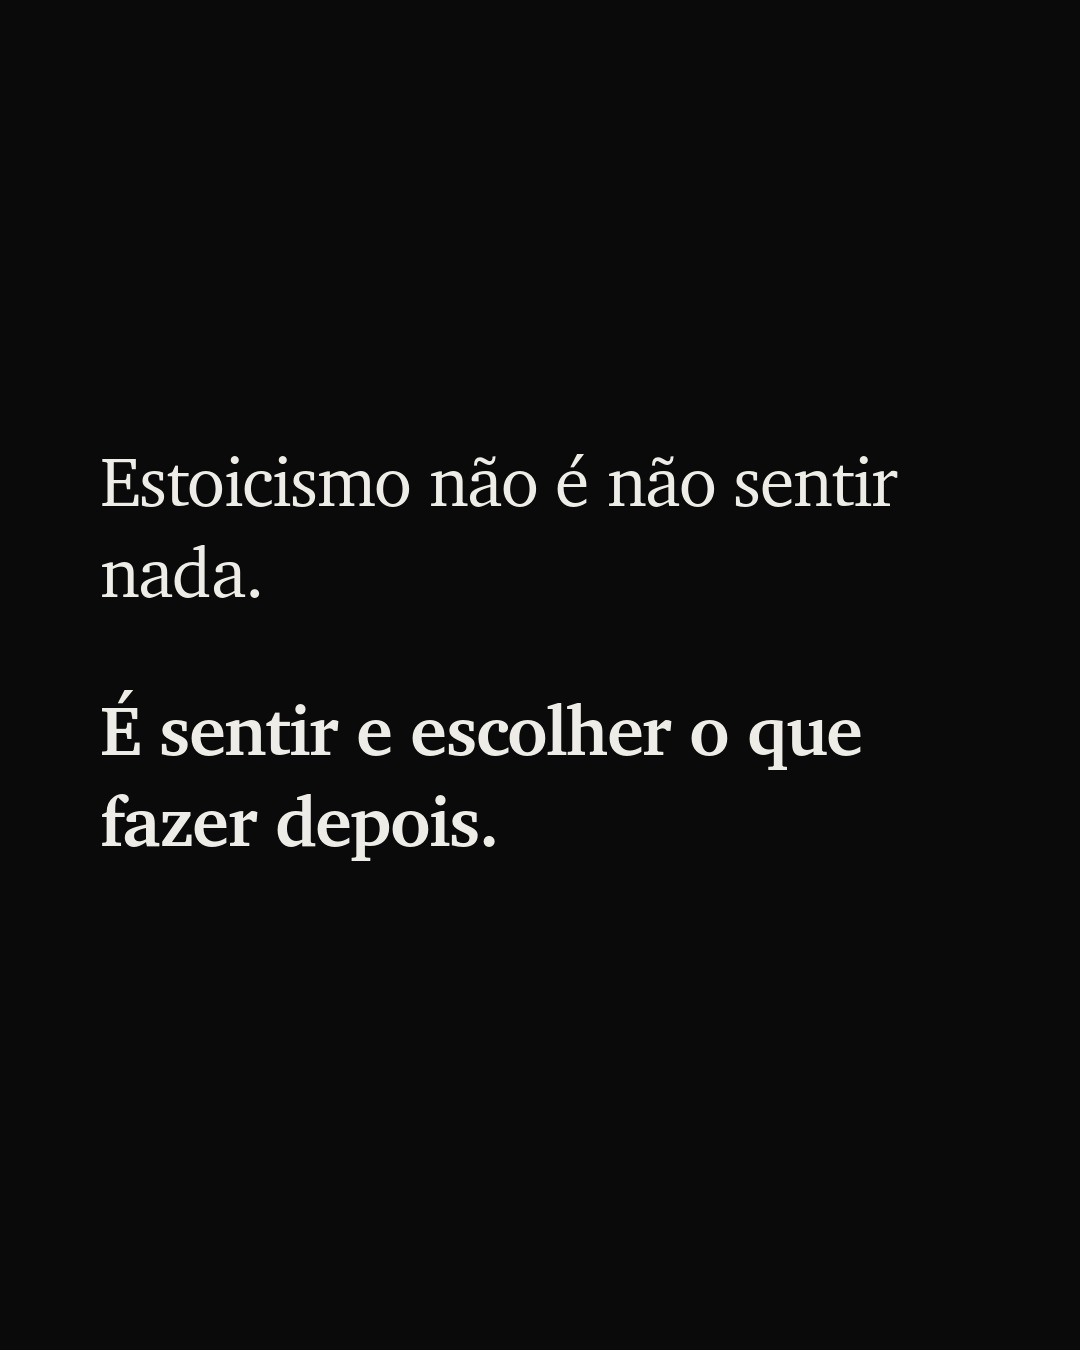 Estoicismo não é não sentir
nada.
É sentir e escolher o que
fazer depois.